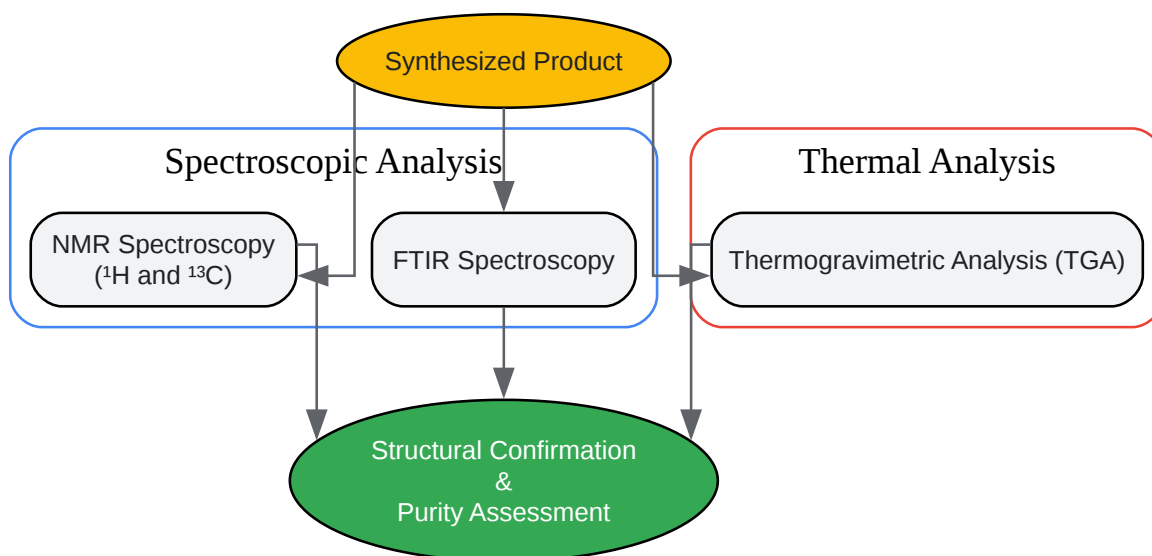 Synthesized Product
Spectroscopic Analysis
Thermal Analysis
NMR Spectroscopy
(¹H and ¹³C)
FTIR Spectroscopy
Thermogravimetric Analysis (TGA)
Structural Confirmation
&
Purity Assessment